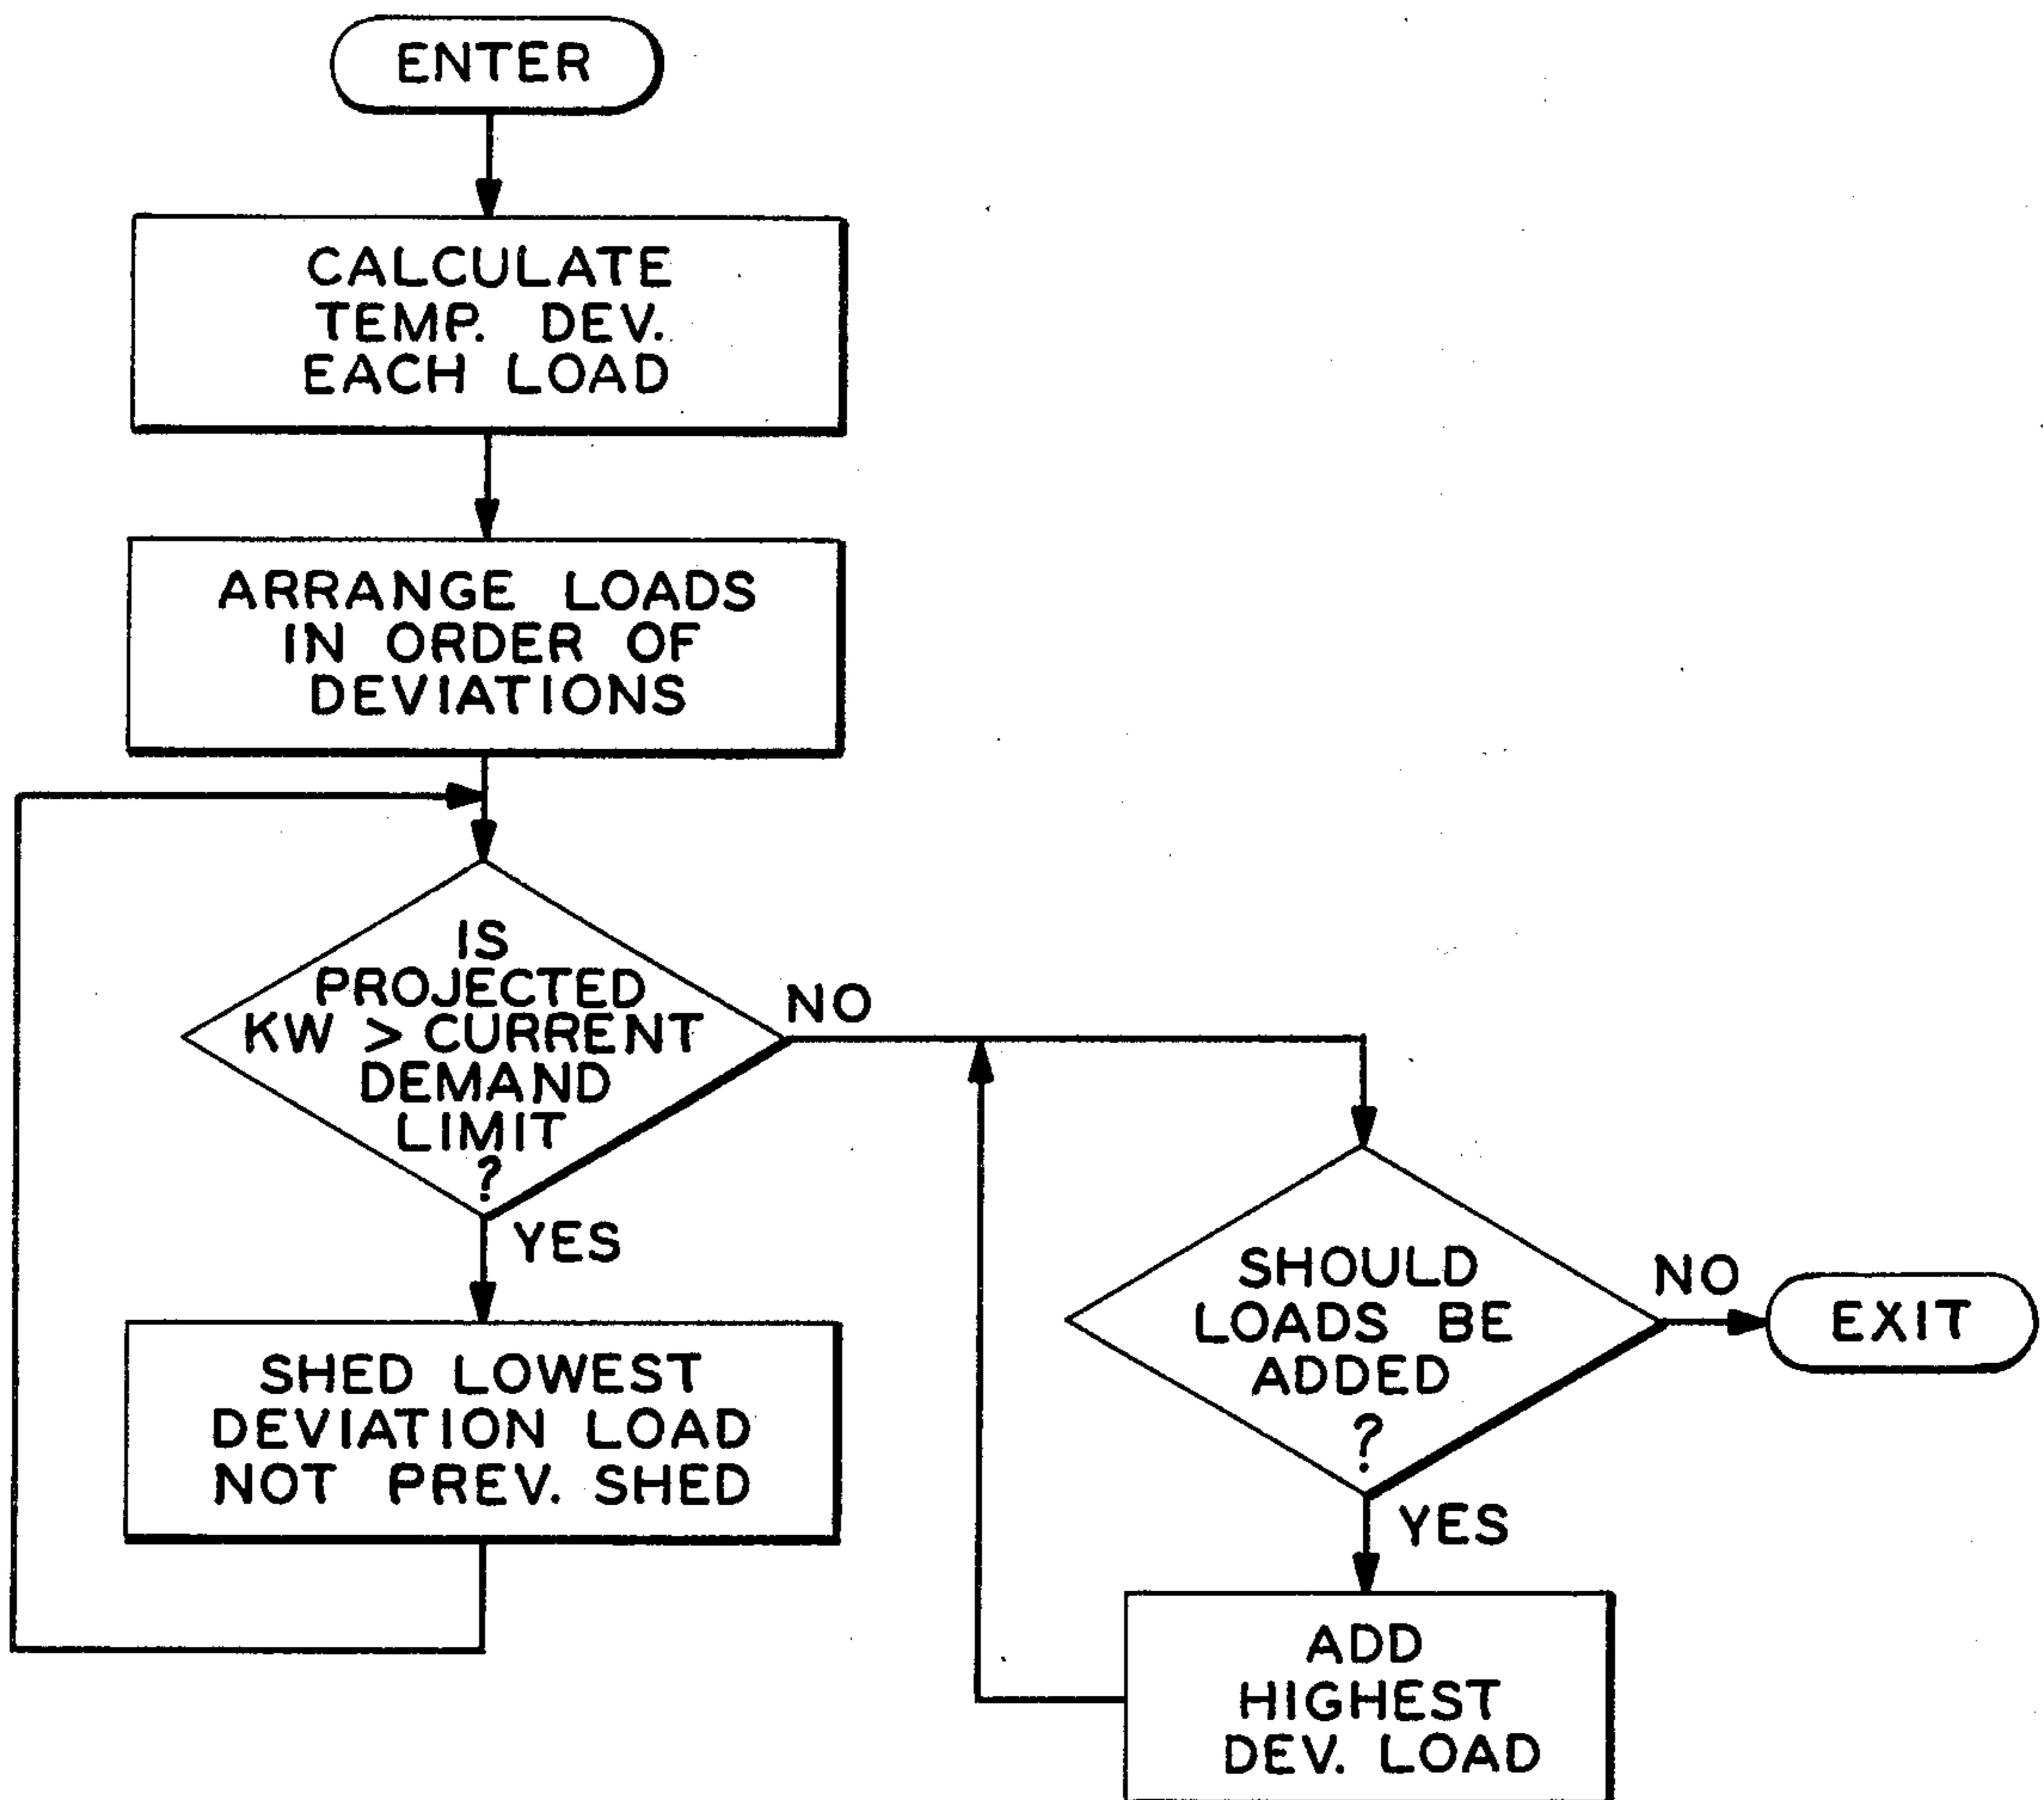 ENTER
CALCULATE
TEMP. DEV.
EACH LOAD
ARRANGE LOADS
IN ORDER OF
DEVIATIONS
IS
PROJECTED
KW > CURRENT
DEMAND
LIMIT
?
NO
YES
SHED LOWEST
DEVIATION LOAD
NOT PREV. SHED
SHOULD
LOADS BE
ADDED
?
NO
EXIT
YES
ADD
HIGHEST
DEV. LOAD